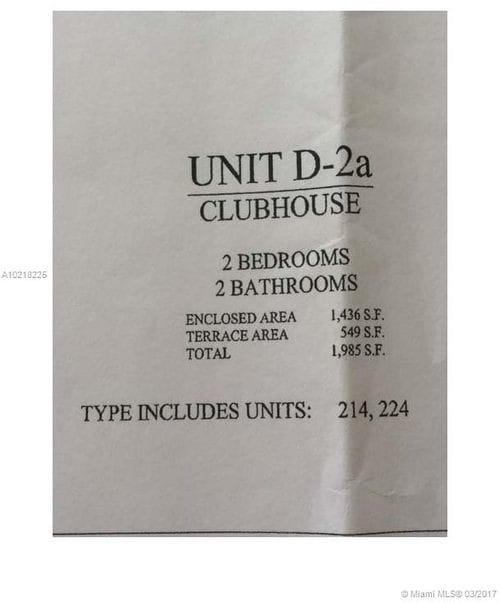 UNIT D-2a
CLUBHOUSE
2 BEDROOMS
2 BATHROOMS
ENCLOSED AREA 1,436 S.F.
TERRACE AREA 549 S.F.
TOTAL 1,985 S.F.
TYPE INCLUDES UNITS: 214, 224
A10218225
© Miami MLS® 03/2017